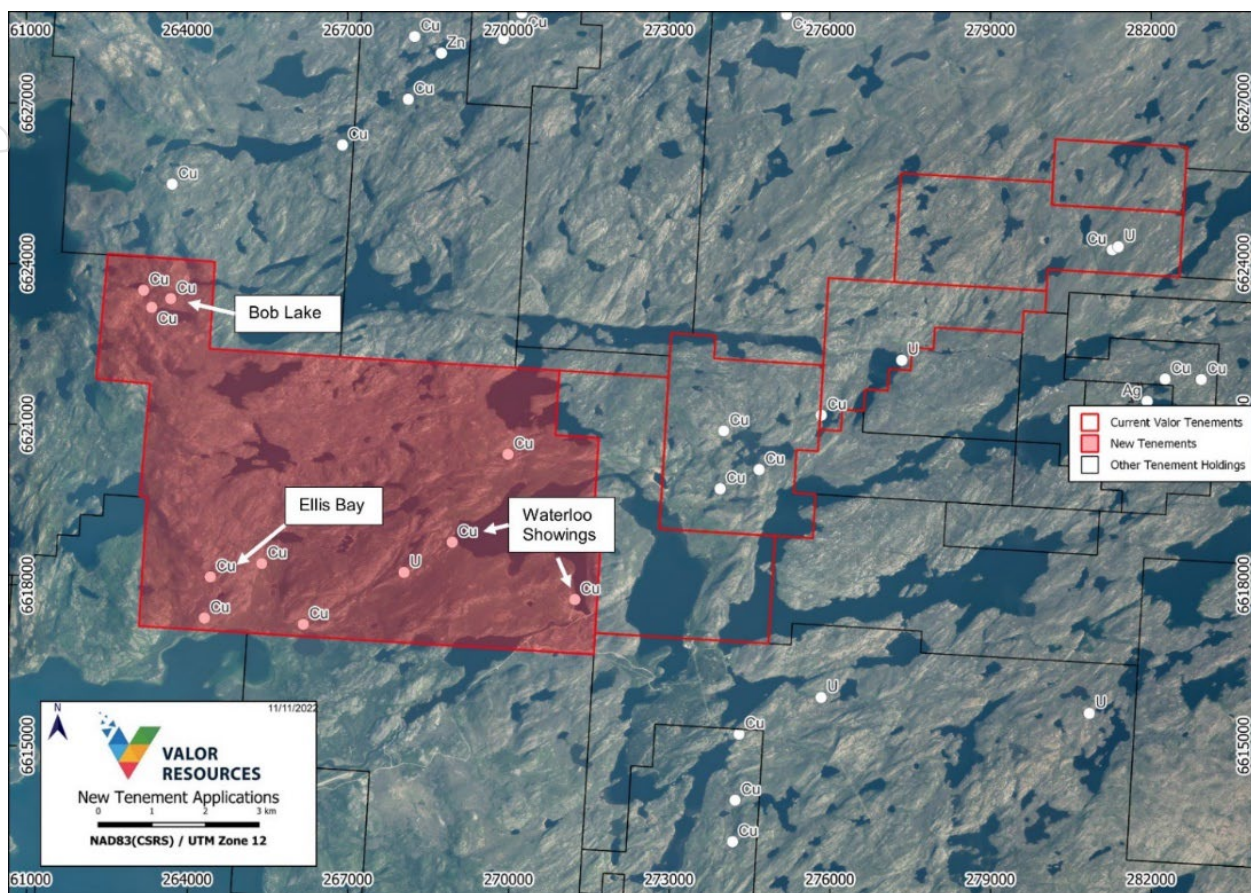 261000 264000 267000 270000 273000 276000 279000 282000
Cu
Cu
Zn
Cu
6627000
6627000
Cu
Cu
Cu
Cu
U
6624000
6624000
Cu
Cu
Cu
Bob Lake
U
Cu
Cu
Ag
Cu
Cu
Cu
Cu
Cu
6621000
Current Valor Tenements
New Tenements
Other Tenement Holdings
Ellis Bay
Waterloo
Showings
Cu
Cu
Cu
U
Cu
Cu
Cu
6618000
6618000
U
U
Cu
Cu
Cu
6615000
6615000
N
11/11/2022
VALOR
RESOURCES
New Tenement Applications
0 1 2 3 km
NAD83(CSRS) / UTM Zone 12
261000 264000 267000 270000 273000 276000 279000 282000